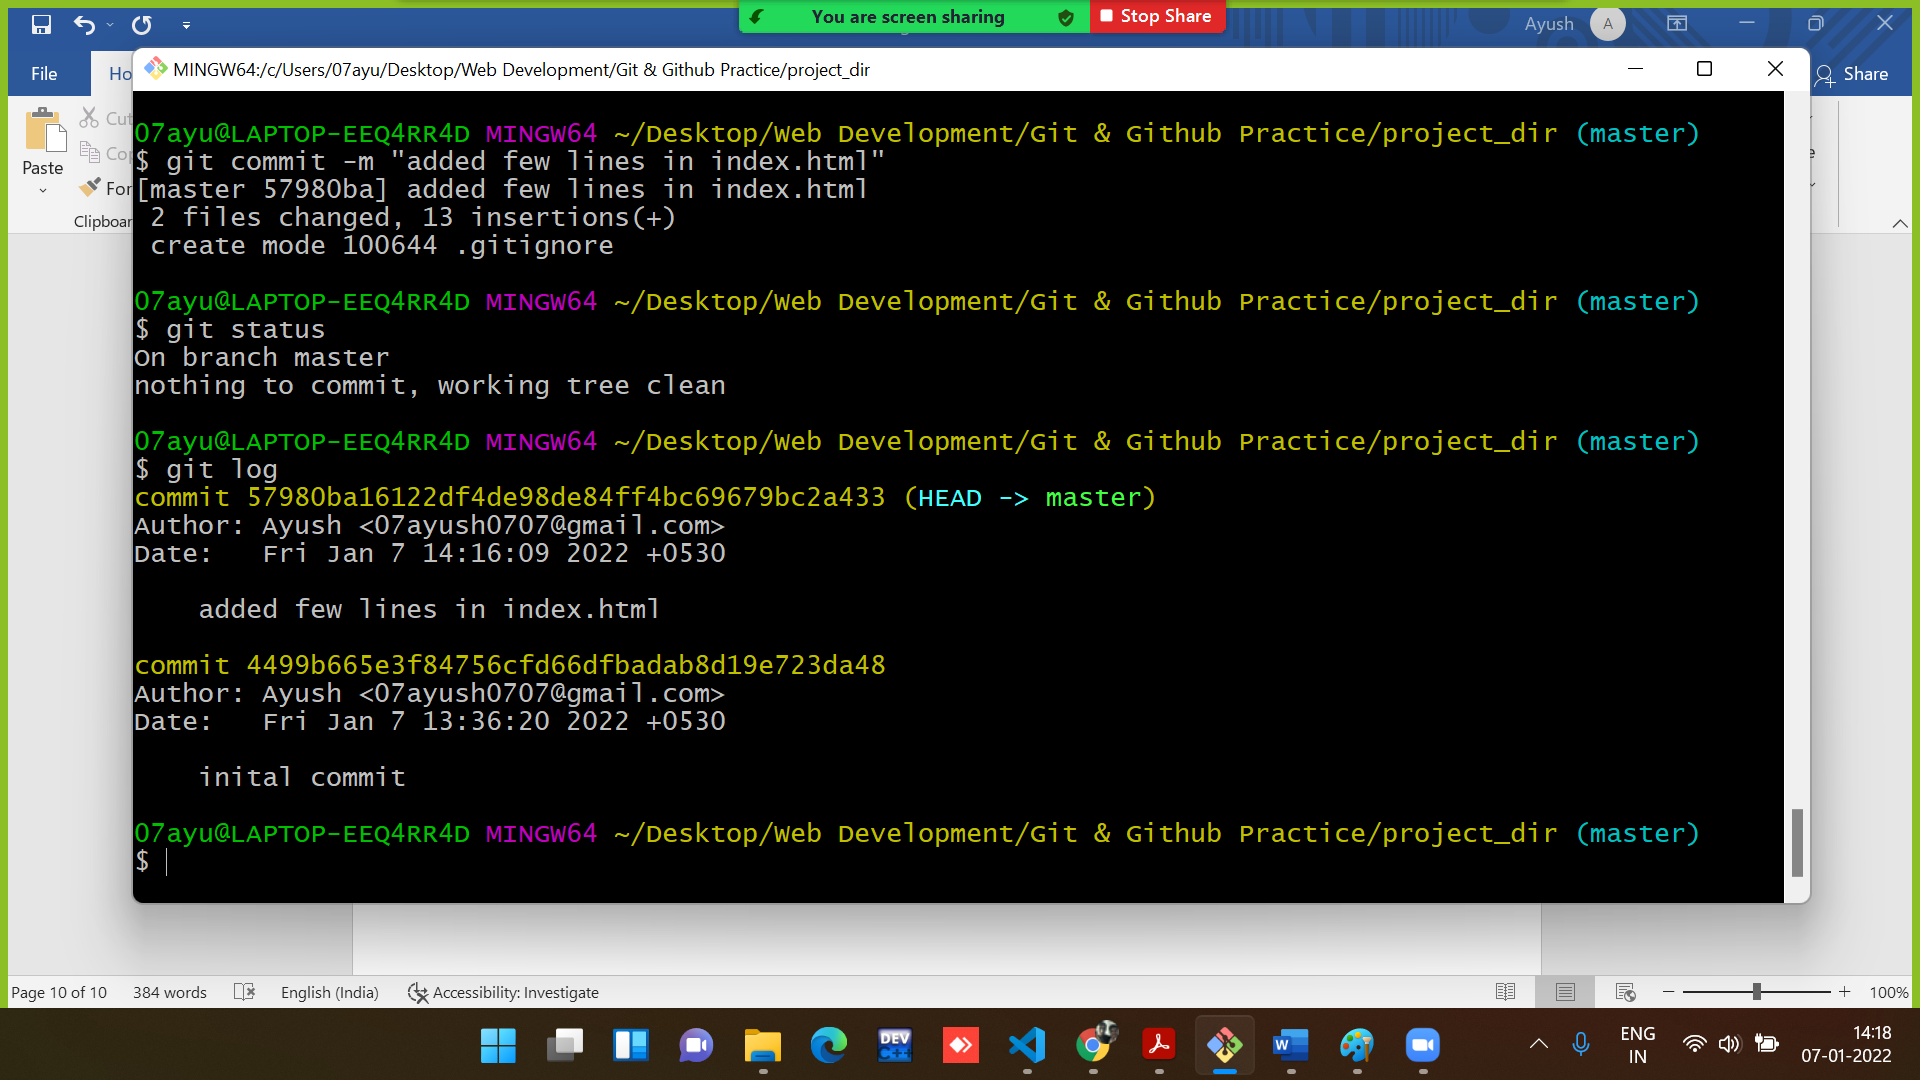 You are screen sharing
Stop Share
Ayush
A
File
Ho
MINGW64:/c/Users/07ayu/Desktop/Web Development/Git & Github Practice/project_dir
Share
Paste
Cut
Cop
For
Clipboar
07ayu@LAPTOP-EEQ4RR4D MINGW64 ~/Desktop/Web Development/Git & Github Practice/project_dir (master)
$ git commit -m "added few lines in index.html"
[master 57980ba] added few lines in index.html
2 files changed, 13 insertions(+)
create mode 100644 .gitignore
07ayu@LAPTOP-EEQ4RR4D MINGW64 ~/Desktop/Web Development/Git & Github Practice/project_dir (master)
$ git status
On branch master
nothing to commit, working tree clean
07ayu@LAPTOP-EEQ4RR4D MINGW64 ~/Desktop/Web Development/Git & Github Practice/project_dir (master)
$ git log
commit 57980ba16122df4de98de84ff4bc69679bc2a433 (HEAD -> master)
Author: Ayush <07ayush0707@gmail.com>
Date:   Fri Jan 7 14:16:09 2022 +0530
added few lines in index.html
commit 4499b665e3f84756cfd66dfbadab8d19e723da48
Author: Ayush <07ayush0707@gmail.com>
Date:   Fri Jan 7 13:36:20 2022 +0530
inital commit
07ayu@LAPTOP-EEQ4RR4D MINGW64 ~/Desktop/Web Development/Git & Github Practice/project_dir (master)
$
Page 10 of 10
384 words
English (India)
Accessibility: Investigate
100%
DEV C++
W
ENG
IN
14:18
07-01-2022